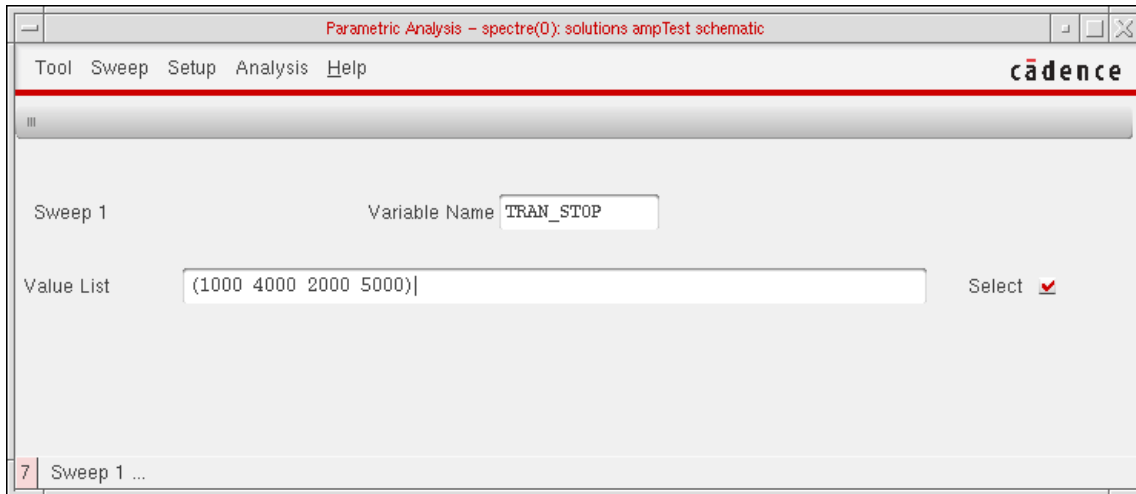 Parametric Analysis – spectre(0): solutions ampTest schematic
Tool Sweep Setup Analysis Help cādence
Sweep 1 Variable Name TRAN_STOP
Value List (1000 4000 2000 5000) Select
7 Sweep 1 ...